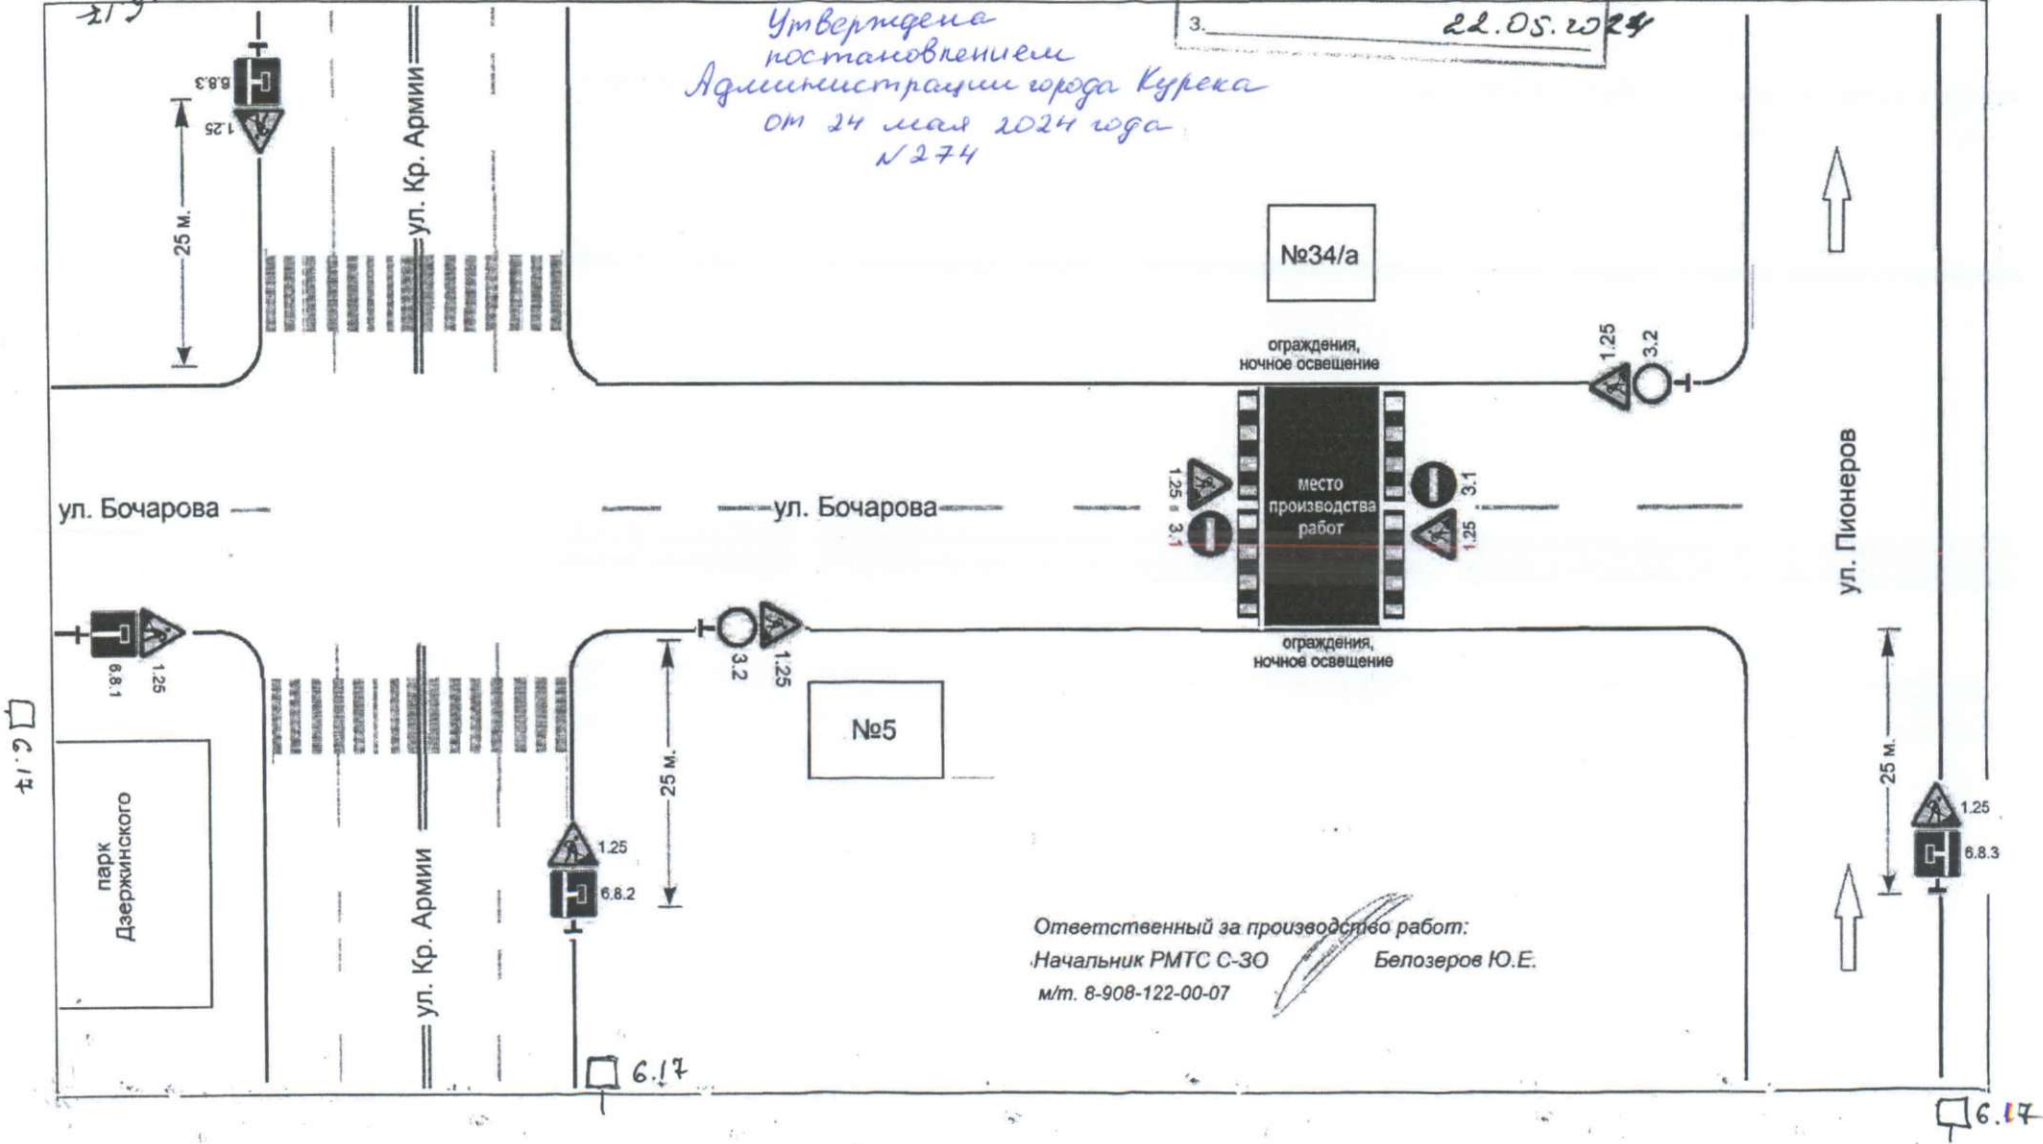 6.17
Утверждена
постановлением
Администрации города Курска
от 24 мая 2024 года
№274
3.
22.05.2024
6.8.3
1.25
25 м.
ул. Кр. Армии
№34/а
ограждения,
ночное освещение
1.25
3.2
ул. Бочарова
ул. Бочарова
1.25
3.1
место
производства
работ
3.1
1.25
ул. Пионеров
6.8.1
1.25
3.2
1.25
ограждения,
ночное освещение
6.17
№5
25 м.
25 м.
парк
Дзержинского
ул. Кр. Армии
1.25
6.8.2
1.25
6.8.3
Ответственный за производство работ:
Начальник РМТС С-ЗО Белозеров Ю.Е.
м/т. 8-908-122-00-07
6.17
6.17